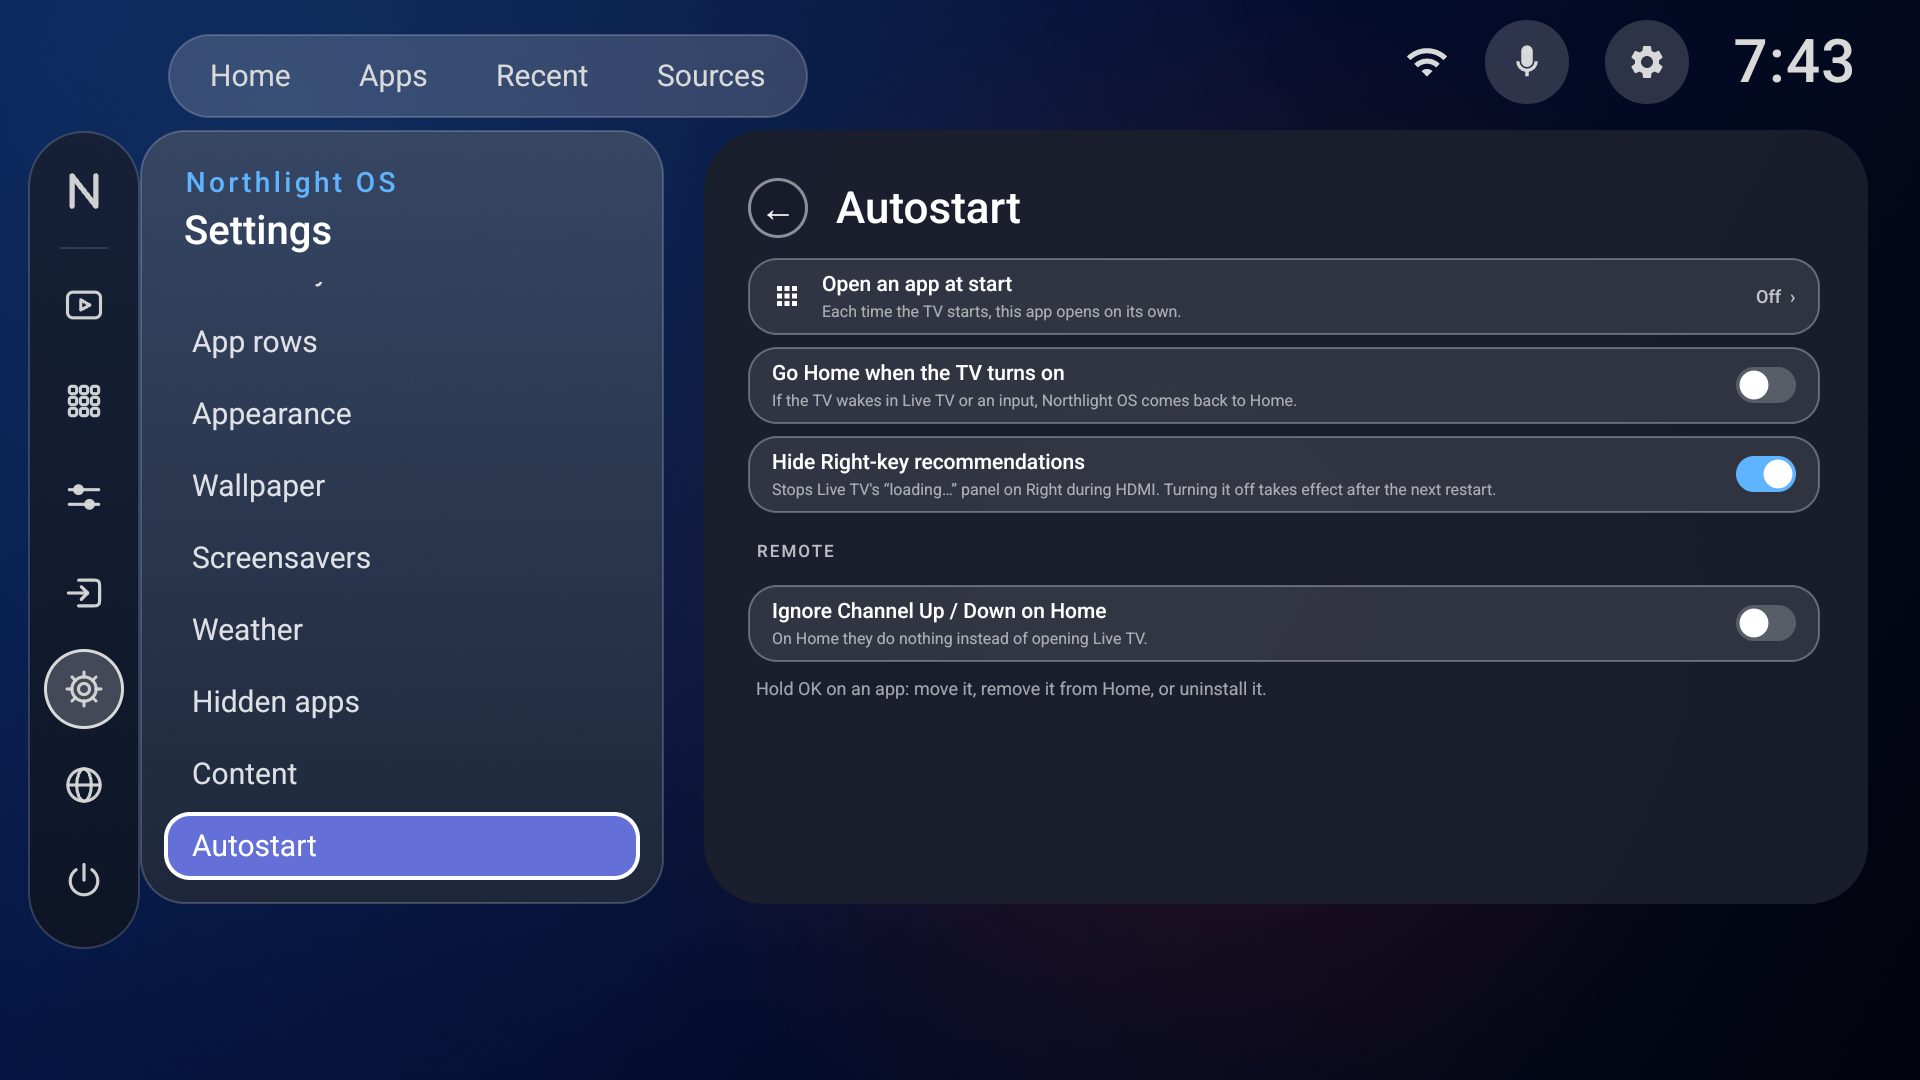 Home
Apps
Recent
Sources
7:43
N
Northlight OS
Settings
App rows
Appearance
Wallpaper
Screensavers
Weather
Hidden apps
Content
Autostart
← Autostart
Open an app at start
Each time the TV starts, this app opens on its own.
Off ›
Go Home when the TV turns on
If the TV wakes in Live TV or an input, Northlight OS comes back to Home.
Hide Right-key recommendations
Stops Live TV's “loading...” panel on Right during HDMI. Turning it off takes effect after the next restart.
REMOTE
Ignore Channel Up / Down on Home
On Home they do nothing instead of opening Live TV.
Hold OK on an app: move it, remove it from Home, or uninstall it.